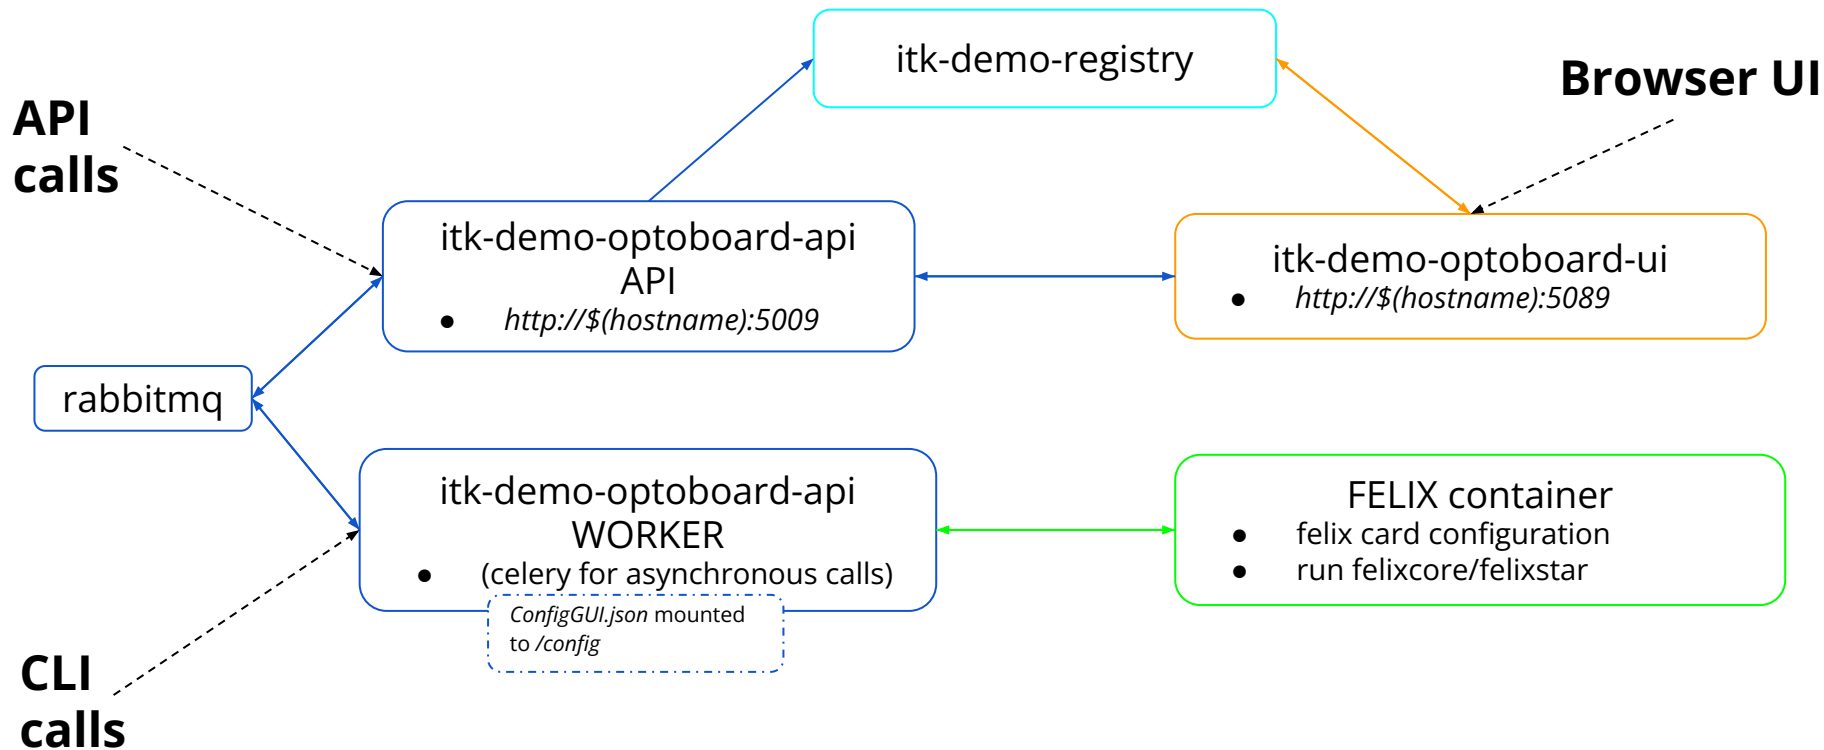 itk-demo-registry
Browser UI
API
calls
itk-demo-optoboard-api
API
● http://$(hostname):5009
itk-demo-optoboard-ui
● http://$(hostname):5089
rabbitmq
itk-demo-optoboard-api
WORKER
● (celery for asynchronous calls)
ConfigGUI.json mounted
to /config
FELIX container
● felix card configuration
● run felixcore/felixstar
CLI
calls